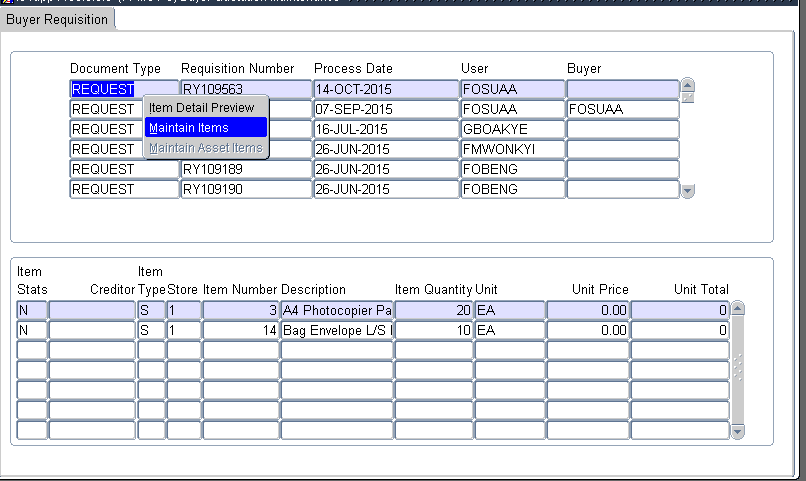 Buyer Requisition
Document Type Requisition Number Process Date User Buyer
REQUEST RY109563 14-OCT-2015 FOSUAA
REQUEST 07-SEP-2015 FOSUAA FOSUAA
REQUEST 16-JUL-2015 GBOAKYE
REQUEST 26-JUN-2015 FMWONKYI
REQUEST RY109189 26-JUN-2015 FOBENG
REQUEST RY109190 26-JUN-2015 FOBENG
Item Detail Preview
Maintain Items
Maintain Asset Items
Item Item
Stats Creditor Type Store Item Number Description Item Quantity Unit Unit Price Unit Total
N S 1 3 A4 Photocopier Pa 20 EA 0.00 0
N S 1 14 Bag Envelope L/S 10 EA 0.00 0